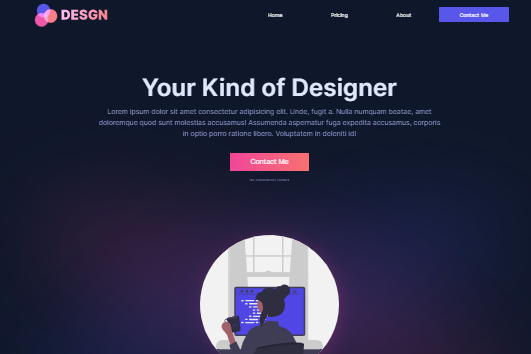 DESGN
Home
Pricing
About
Contact Me
Your Kind of Designer
Lorem ipsum dolor sit amet consectetur adipisicing elit. Unde, fugit a. Nulla numquam beatae, amet
doloremque quod sunt molestias accusamus! Assumenda aspernatur fuga expedita accusamus, corporis
in optio porro ratione libero. Voluptatem in deleniti id!
Contact Me